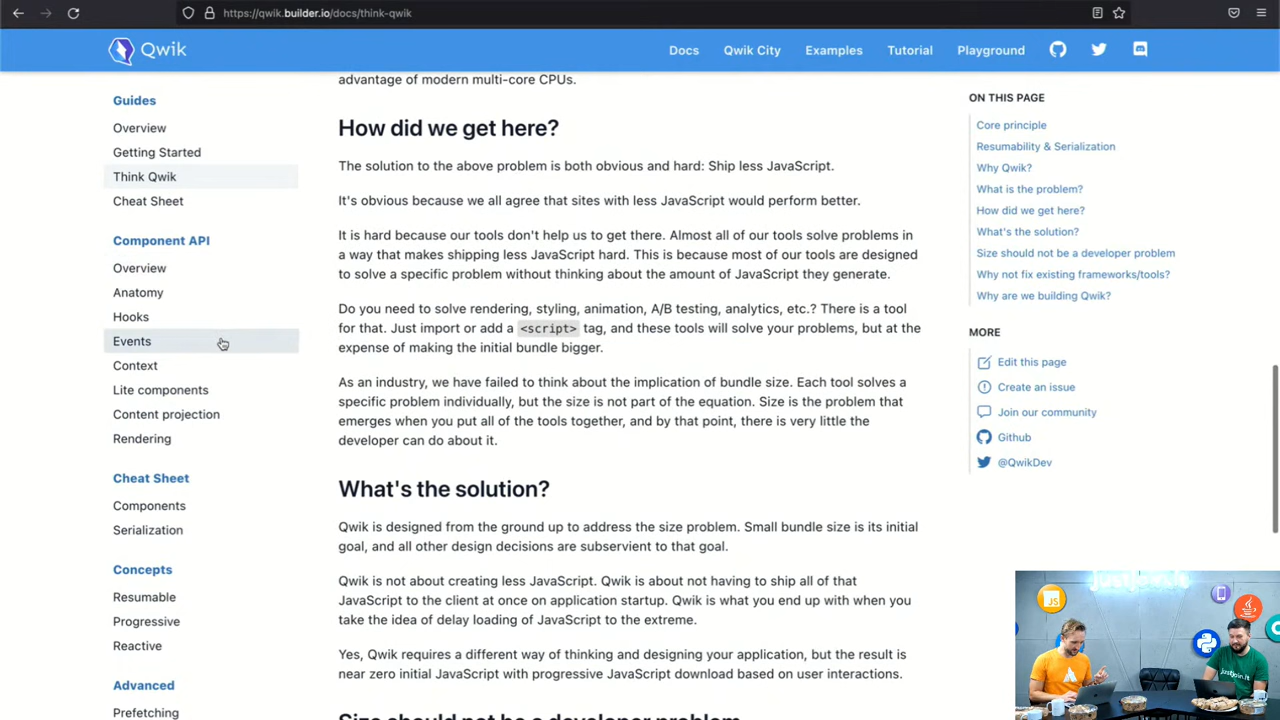 https://qwik.builder.io/docs/think-qwik
Qwik
Docs
Qwik City
Examples
Tutorial
Playground
Guides
Overview
Getting Started
Think Qwik
Cheat Sheet
Component API
Overview
Anatomy
Hooks
Events
Context
Lite components
Content projection
Rendering
Cheat Sheet
Components
Serialization
Concepts
Resumable
Progressive
Reactive
Advanced
Prefetching
advantage of modern multi-core CPUs.
How did we get here?
The solution to the above problem is both obvious and hard: Ship less JavaScript.
It's obvious because we all agree that sites with less JavaScript would perform better.
It is hard because our tools don't help us to get there. Almost all of our tools solve problems in
a way that makes shipping less JavaScript hard. This is because most of our tools are designed
to solve a specific problem without thinking about the amount of JavaScript they generate.
Do you need to solve rendering, styling, animation, A/B testing, analytics, etc.? There is a tool
for that. Just import or add a <script> tag, and these tools will solve your problems, but at the
expense of making the initial bundle bigger.
As an industry, we have failed to think about the implication of bundle size. Each tool solves a
specific problem individually, but the size is not part of the equation. Size is the problem that
emerges when you put all of the tools together, and by that point, there is very little the
developer can do about it.
What's the solution?
Qwik is designed from the ground up to address the size problem. Small bundle size is its initial
goal, and all other design decisions are subservient to that goal.
Qwik is not about creating less JavaScript. Qwik is about not having to ship all of that
JavaScript to the client at once on application startup. Qwik is what you end up with when you
take the idea of delay loading of JavaScript to the extreme.
Yes, Qwik requires a different way of thinking and designing your application, but the result is
near zero initial JavaScript with progressive JavaScript download based on user interactions.
Size should not be a developer problem
ON THIS PAGE
Core principle
Resumability & Serialization
Why Qwik?
What is the problem?
How did we get here?
What's the solution?
Size should not be a developer problem
Why not fix existing frameworks/tools?
Why are we building Qwik?
MORE
Edit this page
Create an issue
Join our community
Github
@QwikDev
JS
just join.it